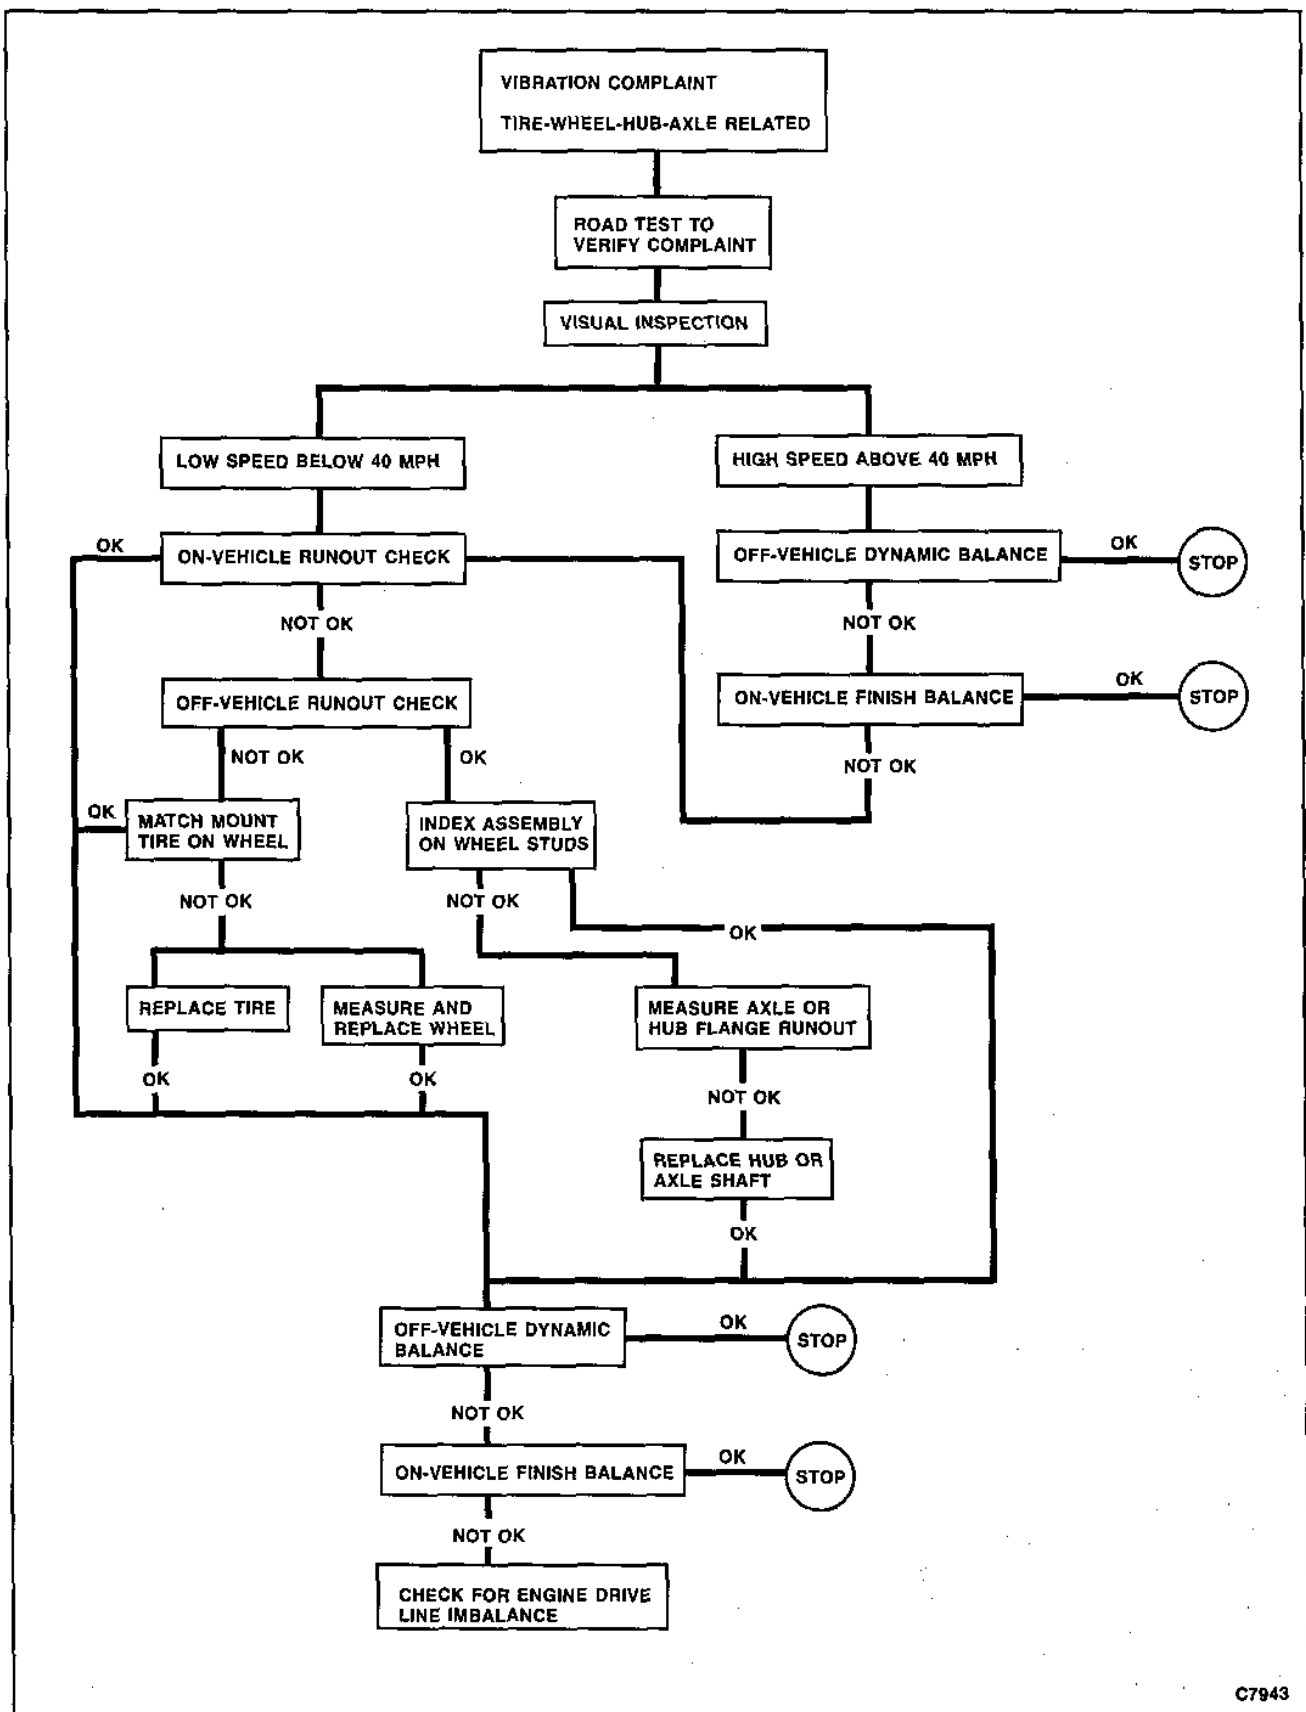 VIBRATION COMPLAINT
TIRE-WHEEL-HUB-AXLE RELATED
ROAD TEST TO
VERIFY COMPLAINT
VISUAL INSPECTION
LOW SPEED BELOW 40 MPH
HIGH SPEED ABOVE 40 MPH
OK
ON-VEHICLE RUNOUT CHECK
OFF-VEHICLE DYNAMIC BALANCE
OK
STOP
NOT OK
NOT OK
OFF-VEHICLE RUNOUT CHECK
ON-VEHICLE FINISH BALANCE
OK
STOP
NOT OK
OK
NOT OK
OK
MATCH MOUNT
TIRE ON WHEEL
INDEX ASSEMBLY
ON WHEEL STUDS
NOT OK
NOT OK
OK
REPLACE TIRE
MEASURE AND
REPLACE WHEEL
MEASURE AXLE OR
HUB FLANGE RUNOUT
OK
OK
NOT OK
REPLACE HUB OR
AXLE SHAFT
OK
OFF-VEHICLE DYNAMIC
BALANCE
OK
STOP
NOT OK
ON-VEHICLE FINISH BALANCE
OK
STOP
NOT OK
CHECK FOR ENGINE DRIVE
LINE IMBALANCE
C7943